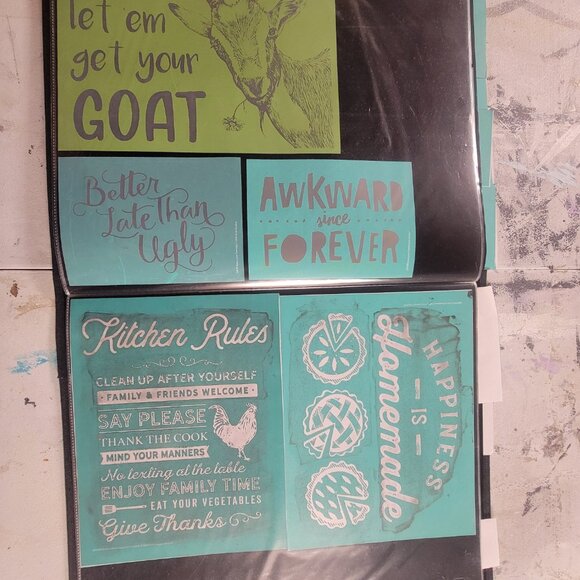 let em
get your
GOAT
Better
Late Than
Ugly
AWKWARD
since
FOREVER
Kitchen Rules
CLEAN UP AFTER YOURSELF
FAMILY & FRIENDS WELCOME
SAY PLEASE
THANK THE COOK
MIND YOUR MANNERS
No texting at the table
ENJOY FAMILY TIME
EAT YOUR VEGETABLES
Give Thanks
HAPPINESS
IS
Homemade